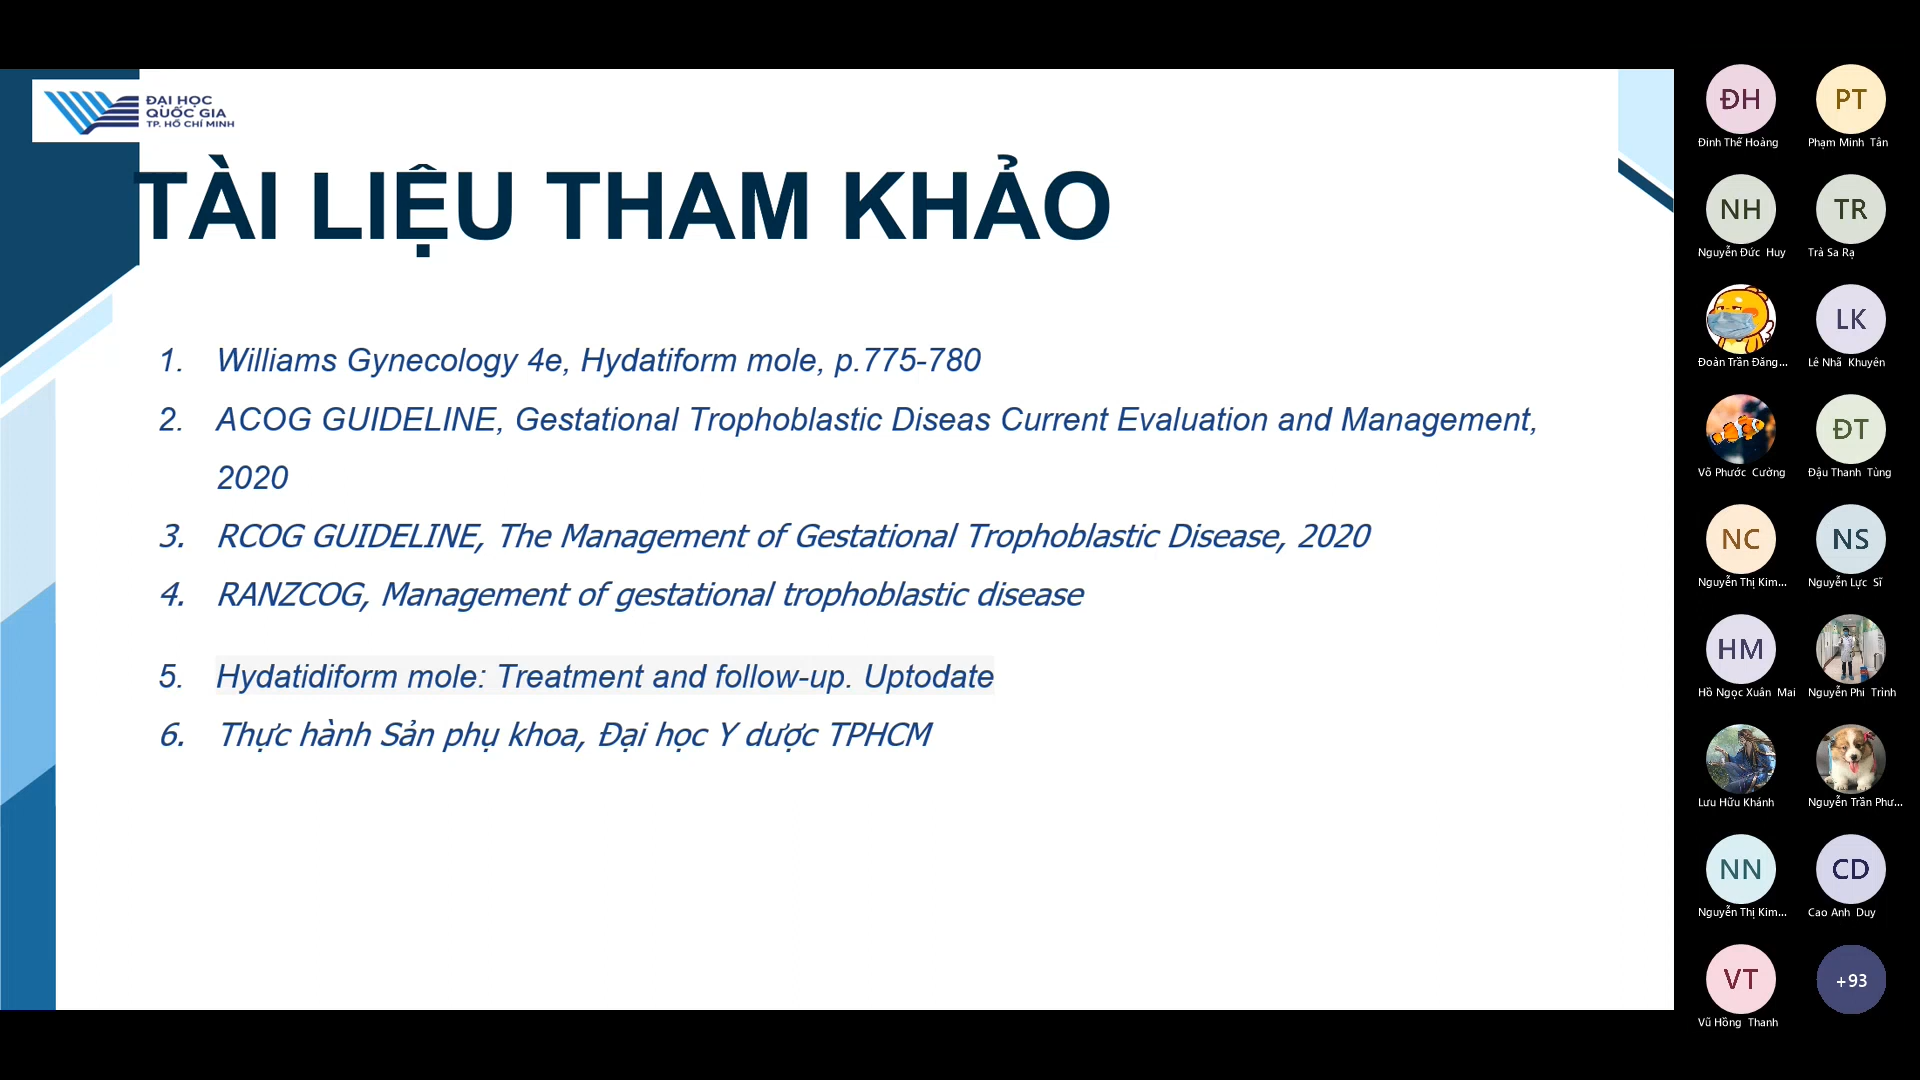 ĐẠI HỌC
QUỐC GIA
TP. HỒ CHÍ MINH
TÀI LIỆU THAM KHẢO
1. Williams Gynecology 4e, Hydatiform mole, p.775-780
2. ACOG GUIDELINE, Gestational Trophoblastic Diseas Current Evaluation and Management,
2020
3. RCOG GUIDELINE, The Management of Gestational Trophoblastic Disease, 2020
4. RANZCOG, Management of gestational trophoblastic disease
5. Hydatidiform mole: Treatment and follow-up. Uptodate
6. Thực hành Sản phụ khoa, Đại học Y dược TPHCM
ĐH
Đinh Thế Hoàng
PT
Phạm Minh Tân
NH
Nguyễn Đức Huy
TR
Trà Sa Rạ
Đoàn Trần Đăng...
LK
Lê Nhã Khuyên
Võ Phước Cường
ĐT
Đậu Thanh Tùng
NC
Nguyễn Thị Kim...
NS
Nguyễn Lực Sĩ
HM
Hồ Ngọc Xuân Mai
Nguyễn Phi Trình
Lưu Hữu Khánh
Nguyễn Trần Phư...
NN
Nguyễn Thị Kim...
CD
Cao Anh Duy
VT
Vũ Hồng Thanh
+93